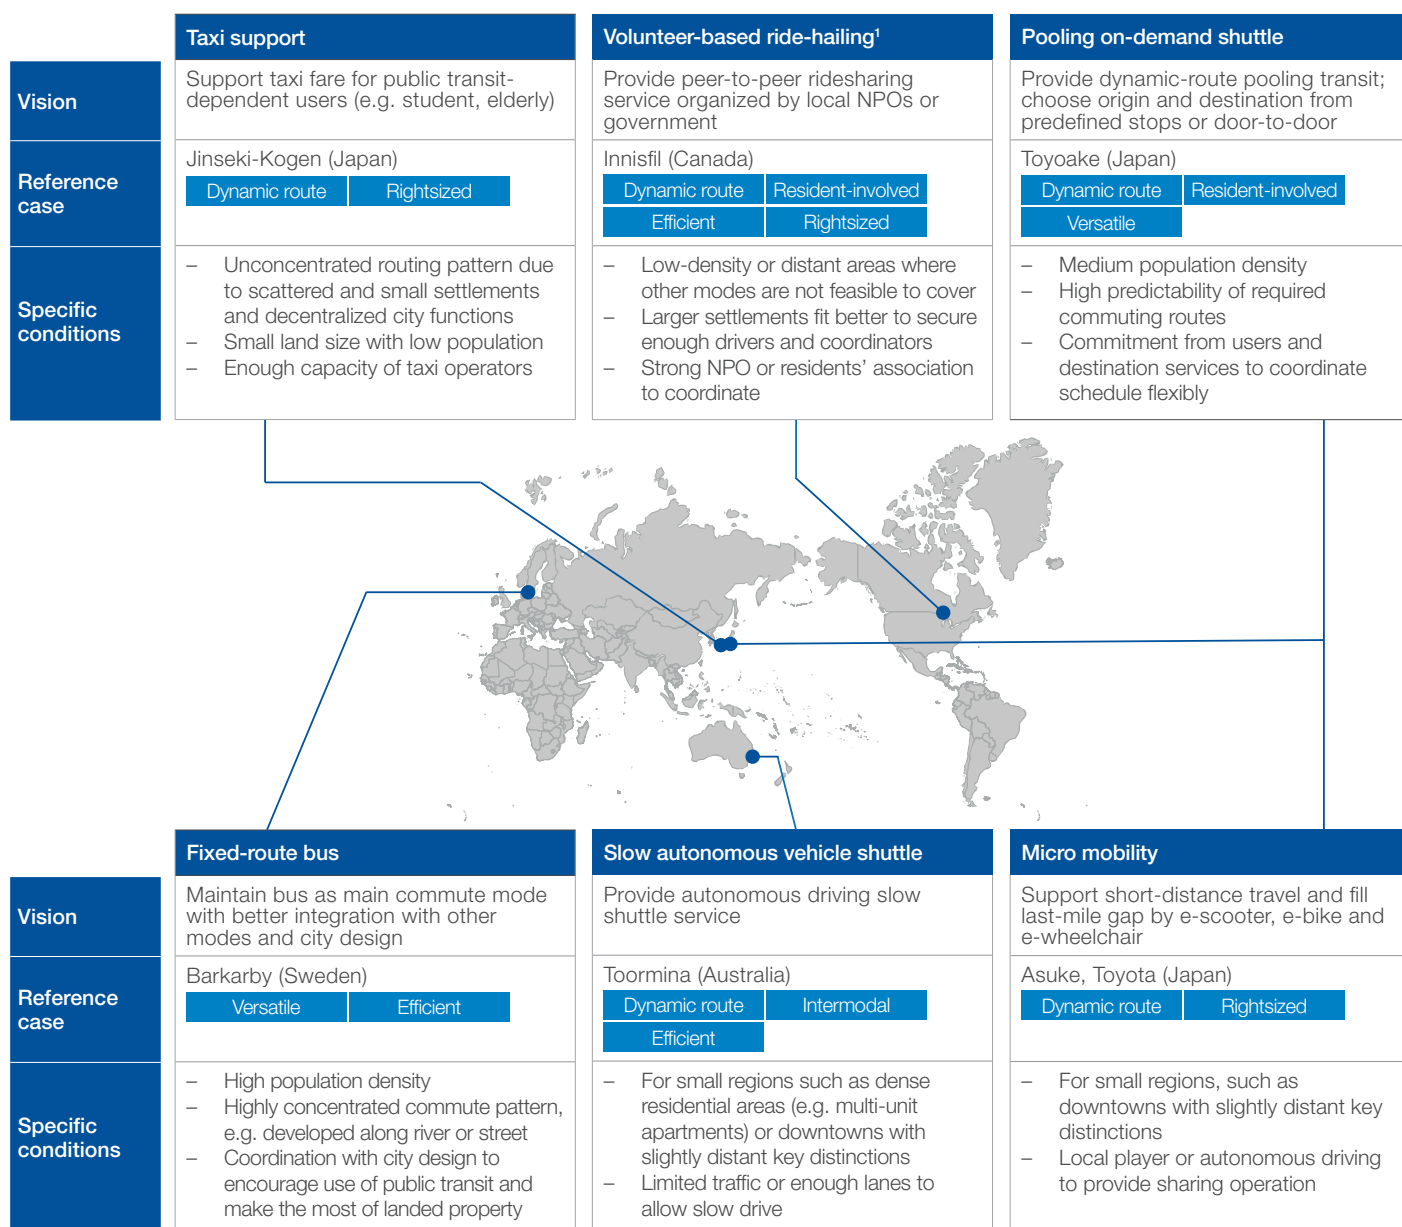 Taxi support
Vision
Support taxi fare for public transit-
dependent users (e.g. student, elderly)
Reference
case
Jinseki-Kogen (Japan)
Dynamic route
Rightsized
Specific
conditions
– Unconcentrated routing pattern due
to scattered and small settlements
and decentralized city functions
– Small land size with low population
– Enough capacity of taxi operators
Volunteer-based ride-hailing¹
Provide peer-to-peer ridesharing
service organized by local NPOs or
government
Innisfil (Canada)
Dynamic route
Resident-involved
Efficient
Rightsized
– Low-density or distant areas where
other modes are not feasible to cover
– Larger settlements fit better to secure
enough drivers and coordinators
– Strong NPO or residents’ association
to coordinate
Pooling on-demand shuttle
Provide dynamic-route pooling transit;
choose origin and destination from
predefined stops or door-to-door
Toyoake (Japan)
Dynamic route
Resident-involved
Versatile
– Medium population density
– High predictability of required
commuting routes
– Commitment from users and
destination services to coordinate
schedule flexibly
Fixed-route bus
Vision
Maintain bus as main commute mode
with better integration with other
modes and city design
Reference
case
Barkarby (Sweden)
Versatile
Efficient
Specific
conditions
– High population density
– Highly concentrated commute pattern,
e.g. developed along river or street
– Coordination with city design to
encourage use of public transit and
make the most of landed property
Slow autonomous vehicle shuttle
Provide autonomous driving slow
shuttle service
Toormina (Australia)
Dynamic route
Intermodal
Efficient
– For small regions such as dense
residential areas (e.g. multi-unit
apartments) or downtowns with
slightly distant key distinctions
– Limited traffic or enough lanes to
allow slow drive
Micro mobility
Support short-distance travel and fill
last-mile gap by e-scooter, e-bike and
e-wheelchair
Asuke, Toyota (Japan)
Dynamic route
Rightsized
– For small regions, such as
downtowns with slightly distant key
distinctions
– Local player or autonomous driving
to provide sharing operation